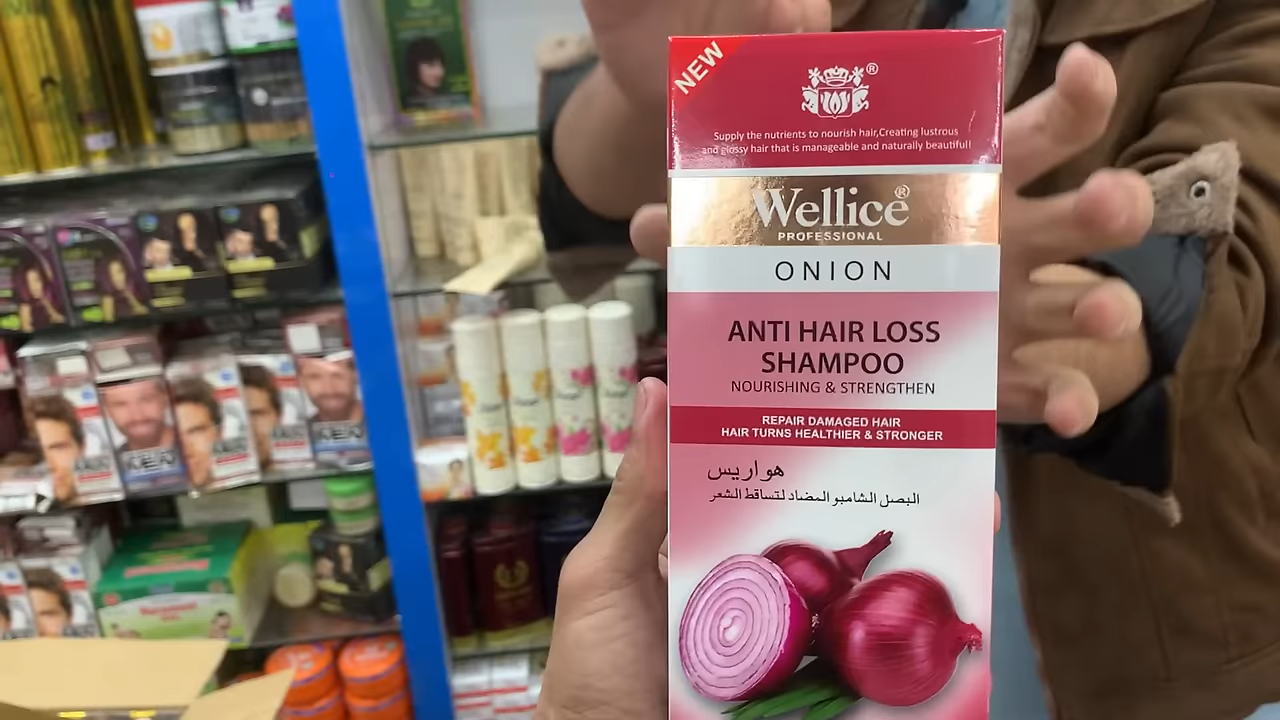 NEW
®
Supply the nutrients to nourish hair,Creating lustrous
and glossy hair that is manageable and naturally beautiful!
Wellice®
PROFESSIONAL
ONION
ANTI HAIR LOSS
SHAMPOO
NOURISHING & STRENGTHEN
REPAIR DAMAGED HAIR
HAIR TURNS HEALTHIER & STRONGER
هواريس
البصل الشامبو المضاد لتساقط الشعر